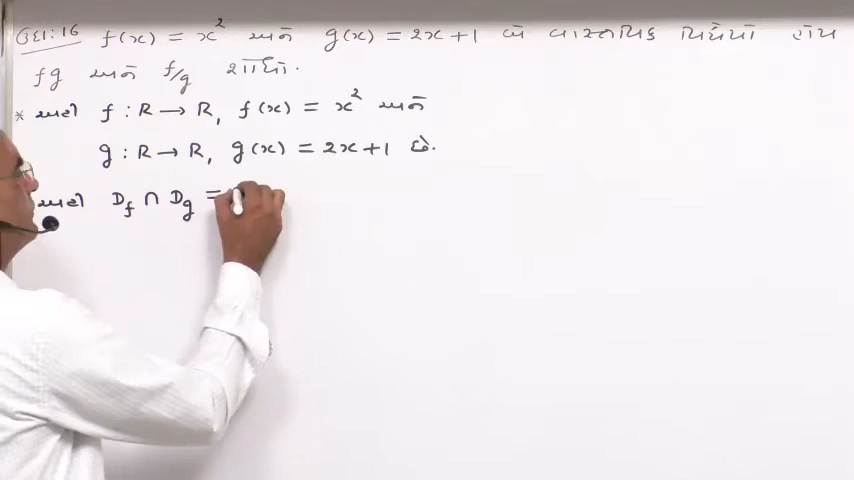 ઉદા:16 f(x) = x² અને g(x) = 2x+1 બે વાસ્તવિક વિધેયો હોય
fg અને f/g શોધો.
* અહી f : R → R, f(x) = x² અને
g : R → R, g(x) = 2x+1 છે.
અહી D_f ∩ D_g =